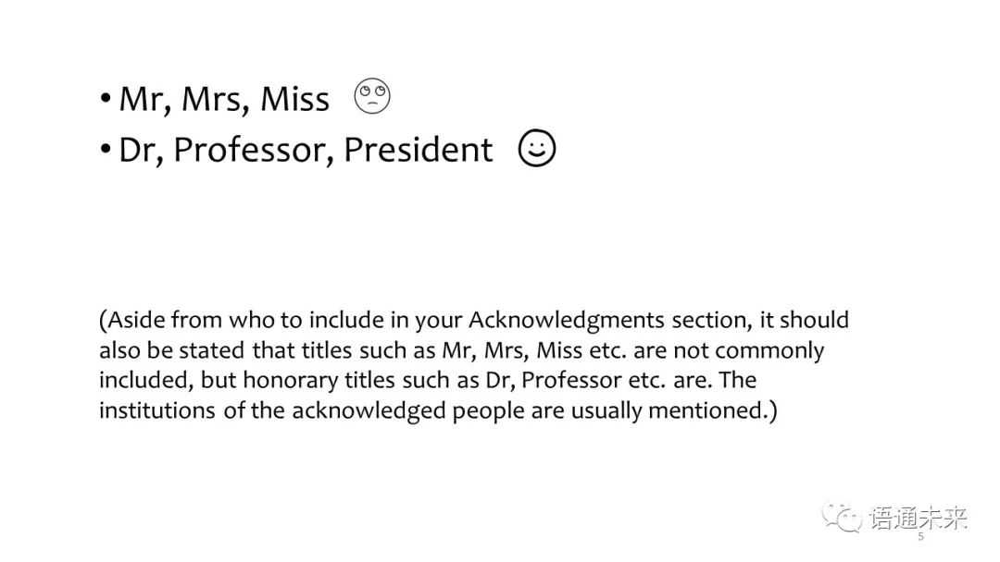 • Mr, Mrs, Miss
• Dr, Professor, President
(Aside from who to include in your Acknowledgments section, it should
also be stated that titles such as Mr, Mrs, Miss etc. are not commonly
included, but honorary titles such as Dr, Professor etc. are. The
institutions of the acknowledged people are usually mentioned.)
语通未来
5